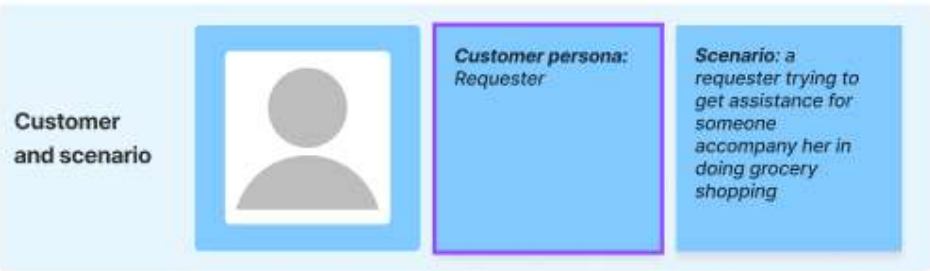 Customer
and scenario
Customer persona:
Requester
Scenario: a
requester trying to
get assistance for
someone
accompany her in
doing grocery
shopping